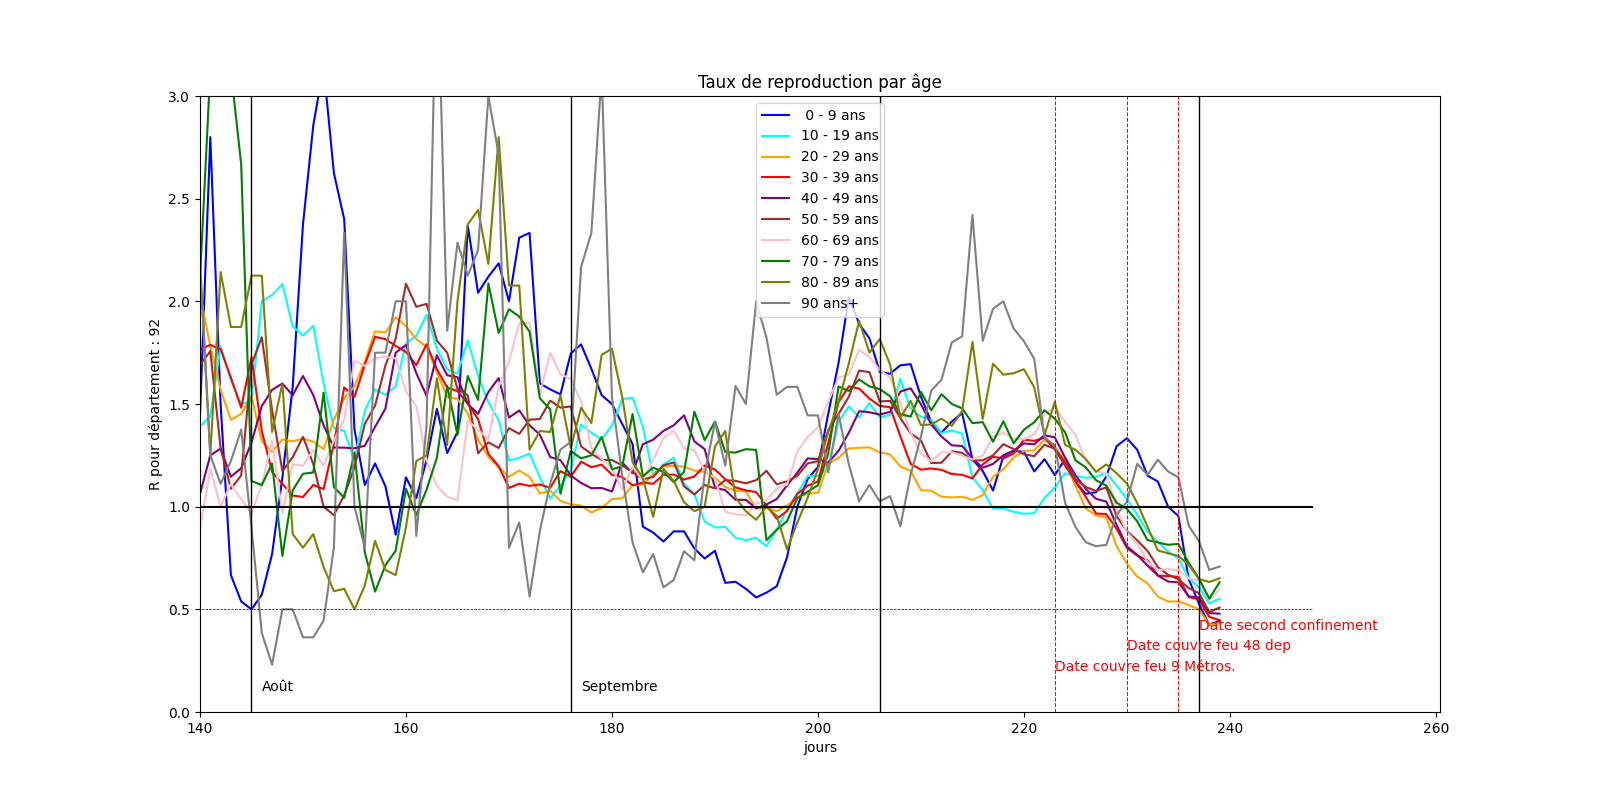 Taux de reproduction par âge
R pour département : 92
3.0
2.5
2.0
1.5
1.0
0.5
0.0
0 - 9 ans
10 - 19 ans
20 - 29 ans
30 - 39 ans
40 - 49 ans
50 - 59 ans
60 - 69 ans
70 - 79 ans
80 - 89 ans
90 ans+
Date second confinement
Date couvre feu 48 dep
Date couvre feu 9 Métros.
Août
Septembre
140
160
180
200
220
240
260
jours